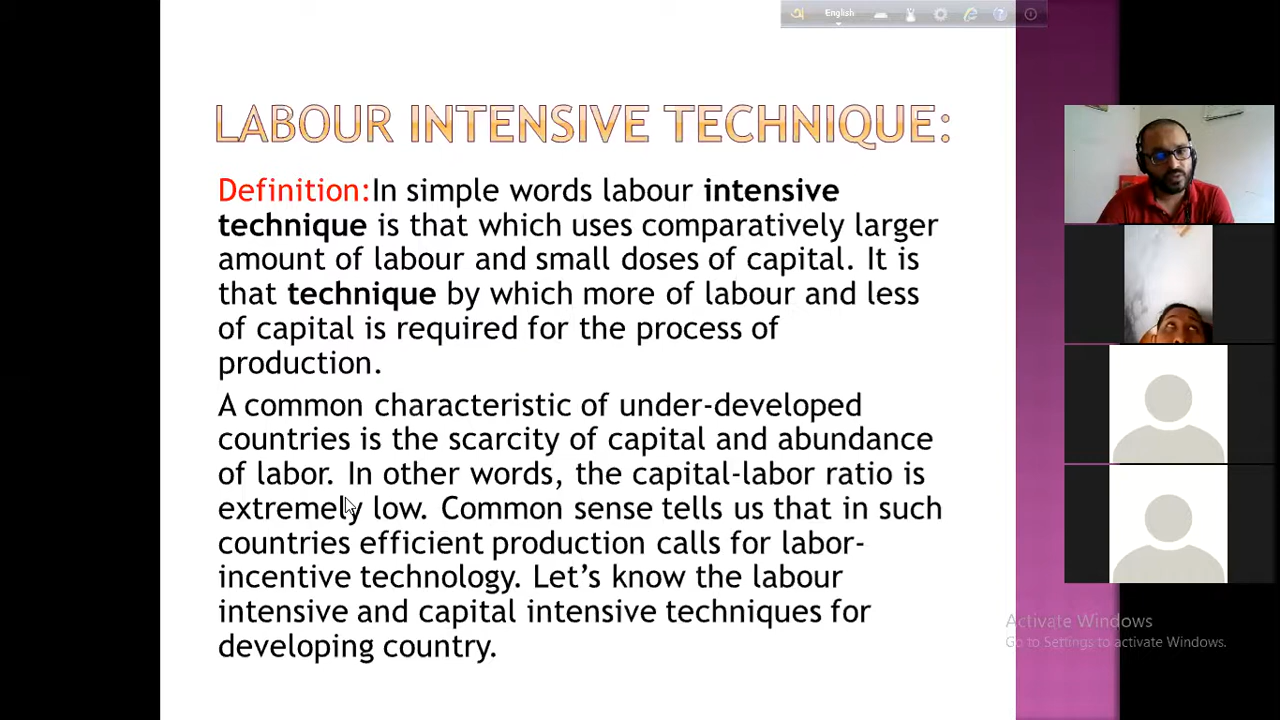 English
LABOUR INTENSIVE TECHNIQUE:
Definition:In simple words labour intensive
technique is that which uses comparatively larger
amount of labour and small doses of capital. It is
that technique by which more of labour and less
of capital is required for the process of
production.
A common characteristic of under-developed
countries is the scarcity of capital and abundance
of labor. In other words, the capital-labor ratio is
extremely low. Common sense tells us that in such
countries efficient production calls for labor-
incentive technology. Let’s know the labour
intensive and capital intensive techniques for
developing country.
Activate Windows
Go to Settings to activate Windows.